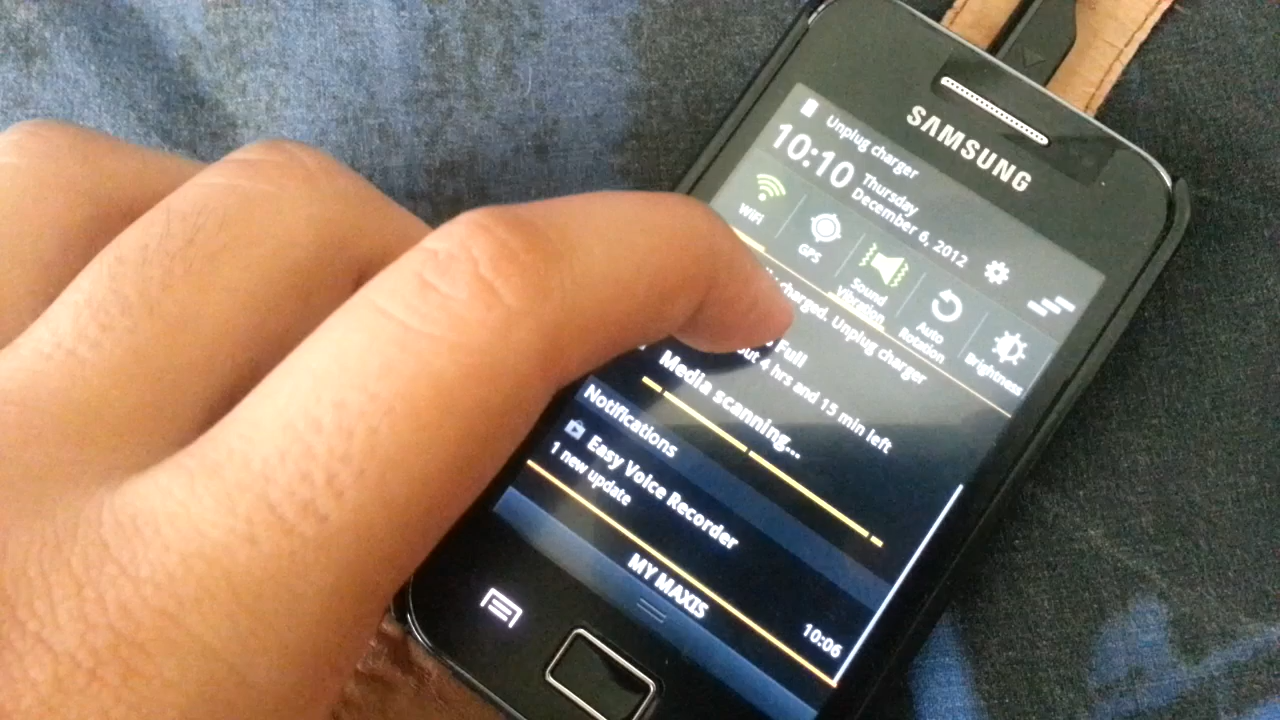 SAMSUNG
Unplug charger
10:10
Thursday
December 6, 2012
WiFi
GPS
Sound
Vibration
Auto
Rotation
Brightness
charged. Unplug charger
Full
4 hrs and 15 min left
Media scanning...
Notifications
Easy Voice Recorder
1 new update
10:06
MY MAXIS